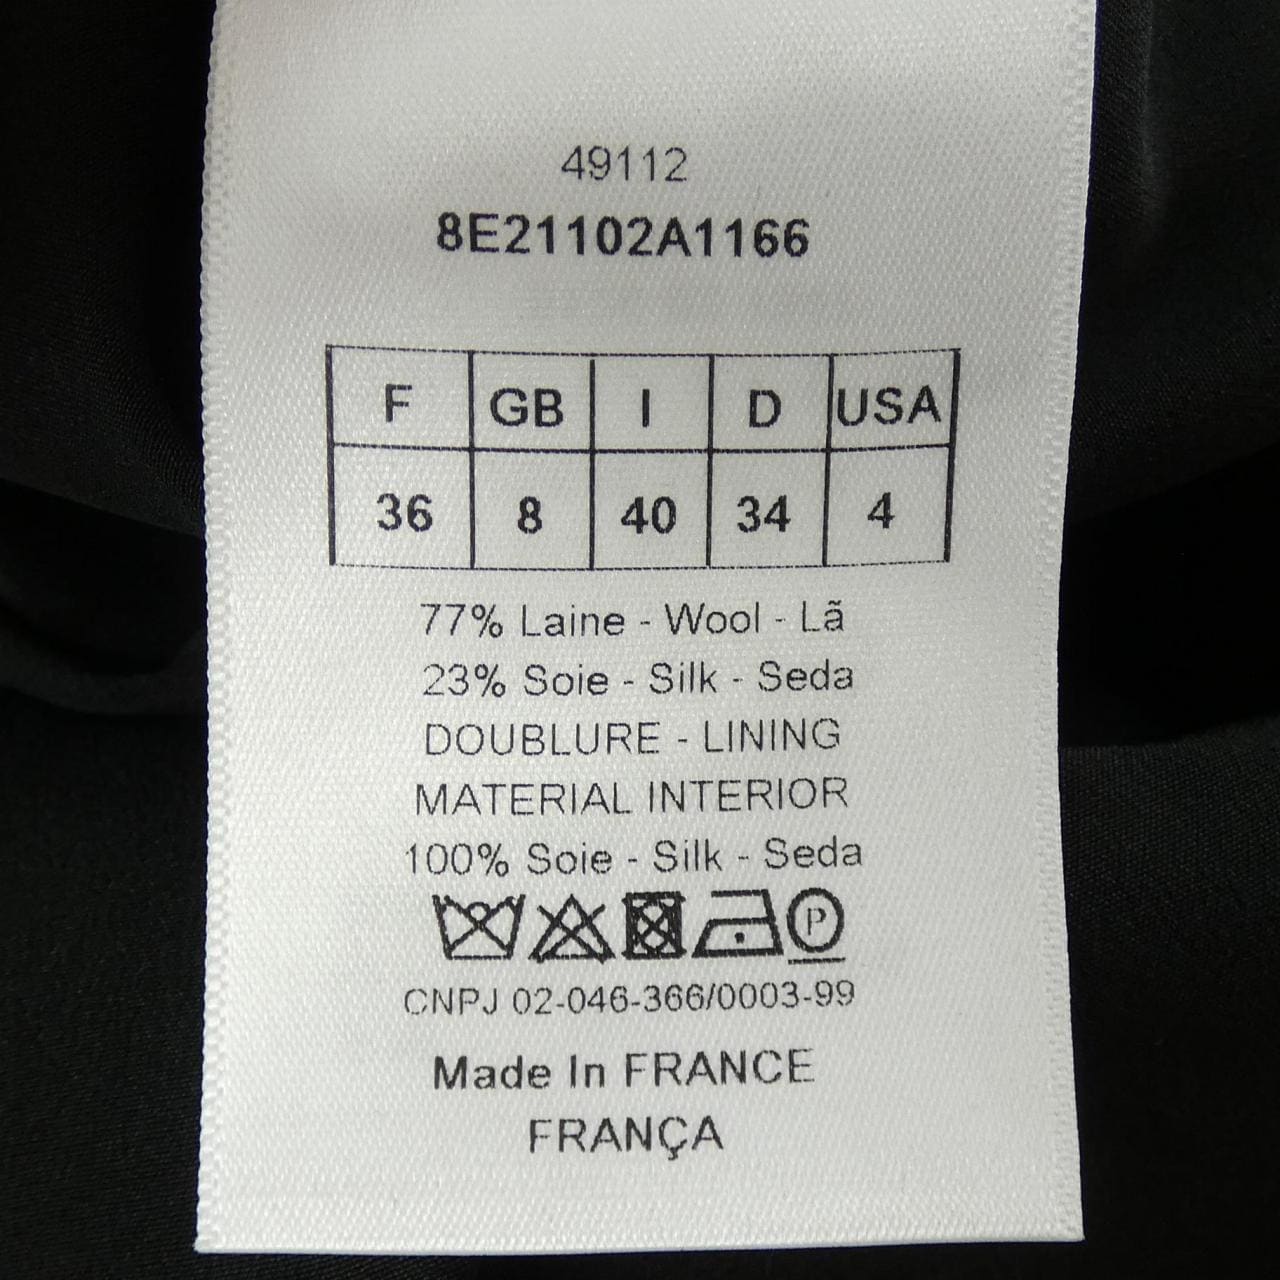 49112
8E21102A1166
F GB I D USA
36 8 40 34 4
77% Laine - Wool - Lã
23% Soie - Silk - Seda
DOUBLURE - LINING
MATERIAL INTERIOR
100% Soie - Silk - Seda
P
CNPJ 02-046-366/0003-99
Made In FRANCE
FRANÇA